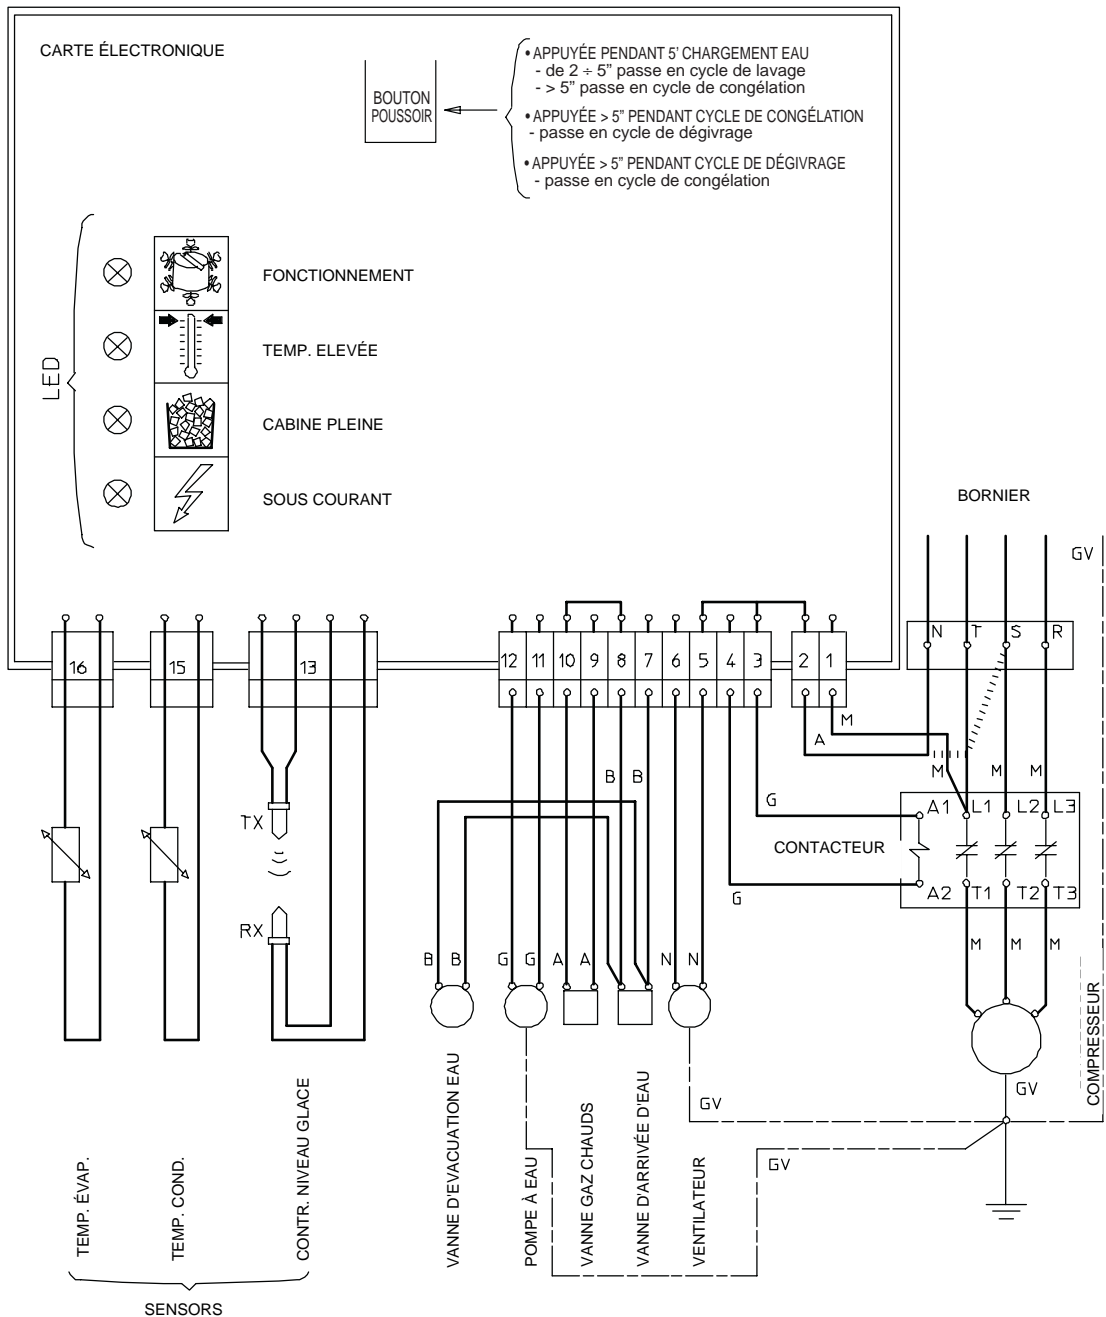 CARTE ÉLECTRONIQUE
BOUTON
POUSSOIR
• APPUYÉE PENDANT 5' CHARGEMENT EAU
- de 2 ÷ 5” passe en cycle de lavage
- > 5” passe en cycle de congélation
• APPUYÉE > 5” PENDANT CYCLE DE CONGÉLATION
- passe en cycle de dégivrage
• APPUYÉE > 5” PENDANT CYCLE DE DÉGIVRAGE
- passe en cycle de congélation
LED
FONCTIONNEMENT
TEMP. ELEVÉE
CABINE PLEINE
SOUS COURANT
BORNIER
GV
N T S R
16 15 13 12 11 10 9 8 7 6 5 4 3 2 1
M
A
B B
M M M
G
TX
A1 L1 L2 L3
CONTACTEUR
A2 T1 T2 T3
G
RX
M M M
B B G G A A N N
COMPRESSEUR
GV
GV
GV
TEMP. ÉVAP.
TEMP. COND.
CONTR. NIVEAU GLACE
VANNE D'EVACUATION EAU
POMPE À EAU
VANNE GAZ CHAUDS
VANNE D'ARRIVÉE D'EAU
VENTILATEUR
SENSORS